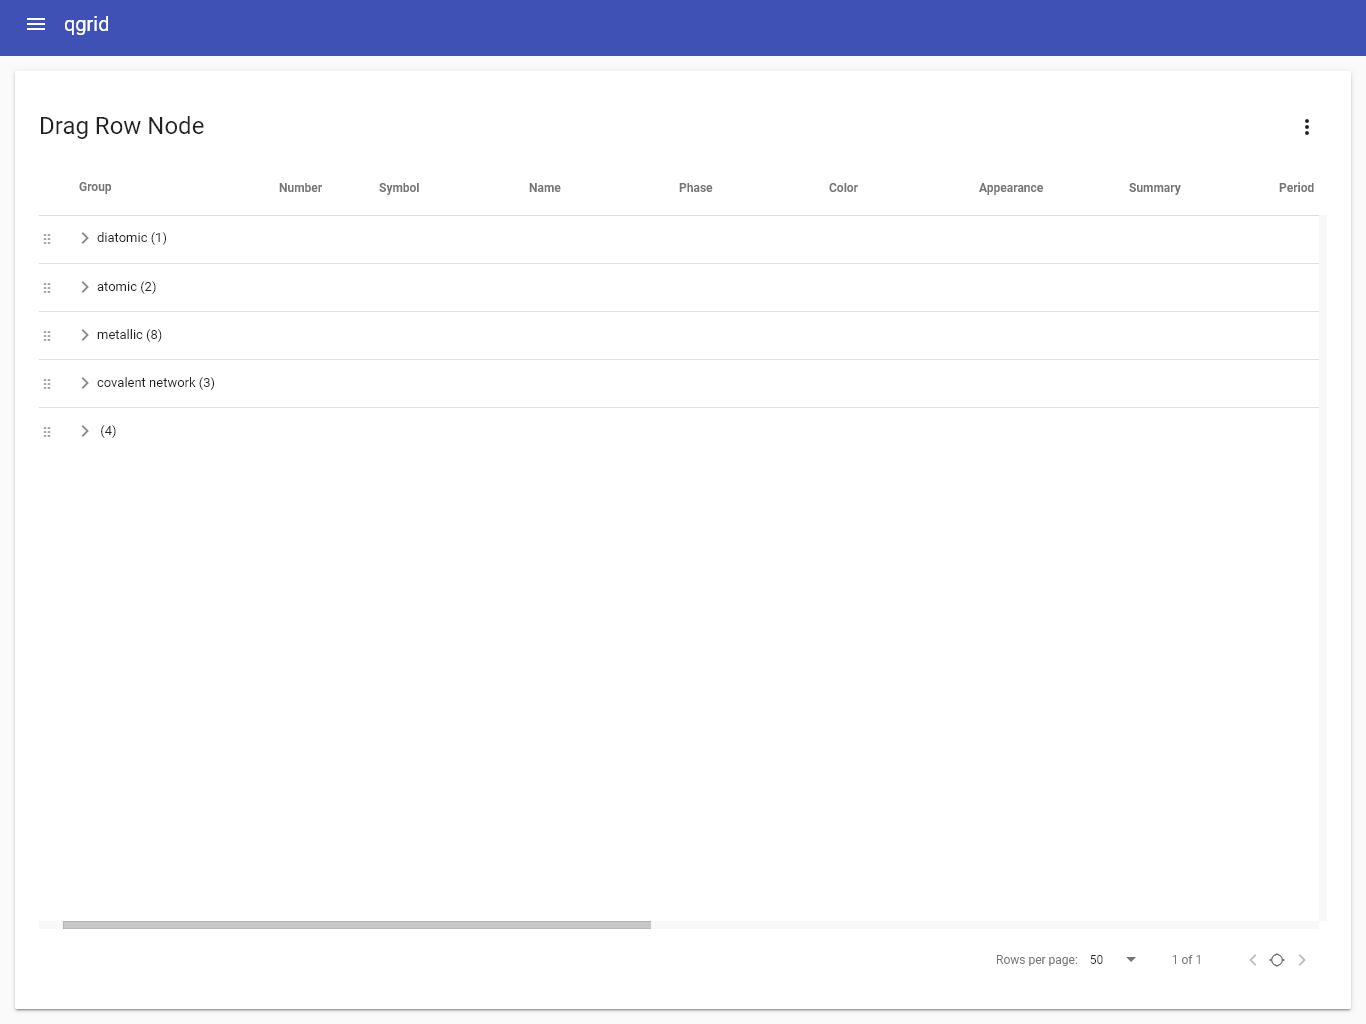 qgrid
Drag Row Node
Group Number Symbol Name Phase Color Appearance Summary Period
diatomic (1)
atomic (2)
metallic (8)
covalent network (3)
(4)
Rows per page: 50 1 of 1